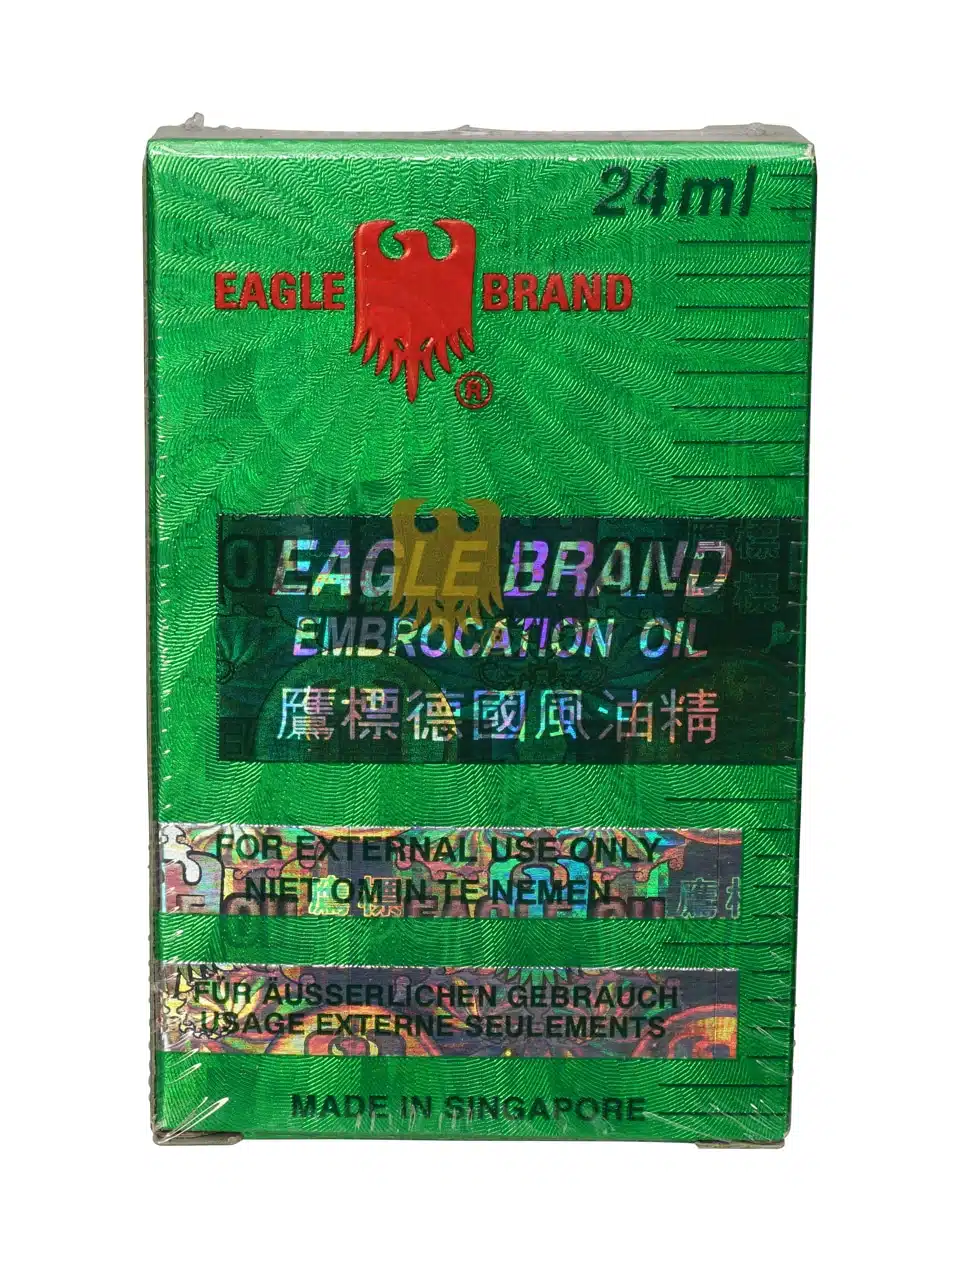 24ml
EAGLE BRAND
®
EAGLE BRAND
EMBROCATION OIL
鷹標德國風油精
FOR EXTERNAL USE ONLY
NIET OM IN TE NEMEN
FÜR ÄUSSERLICHEN GEBRAUCH
USAGE EXTERNE SEULEMENTS
MADE IN SINGAPORE